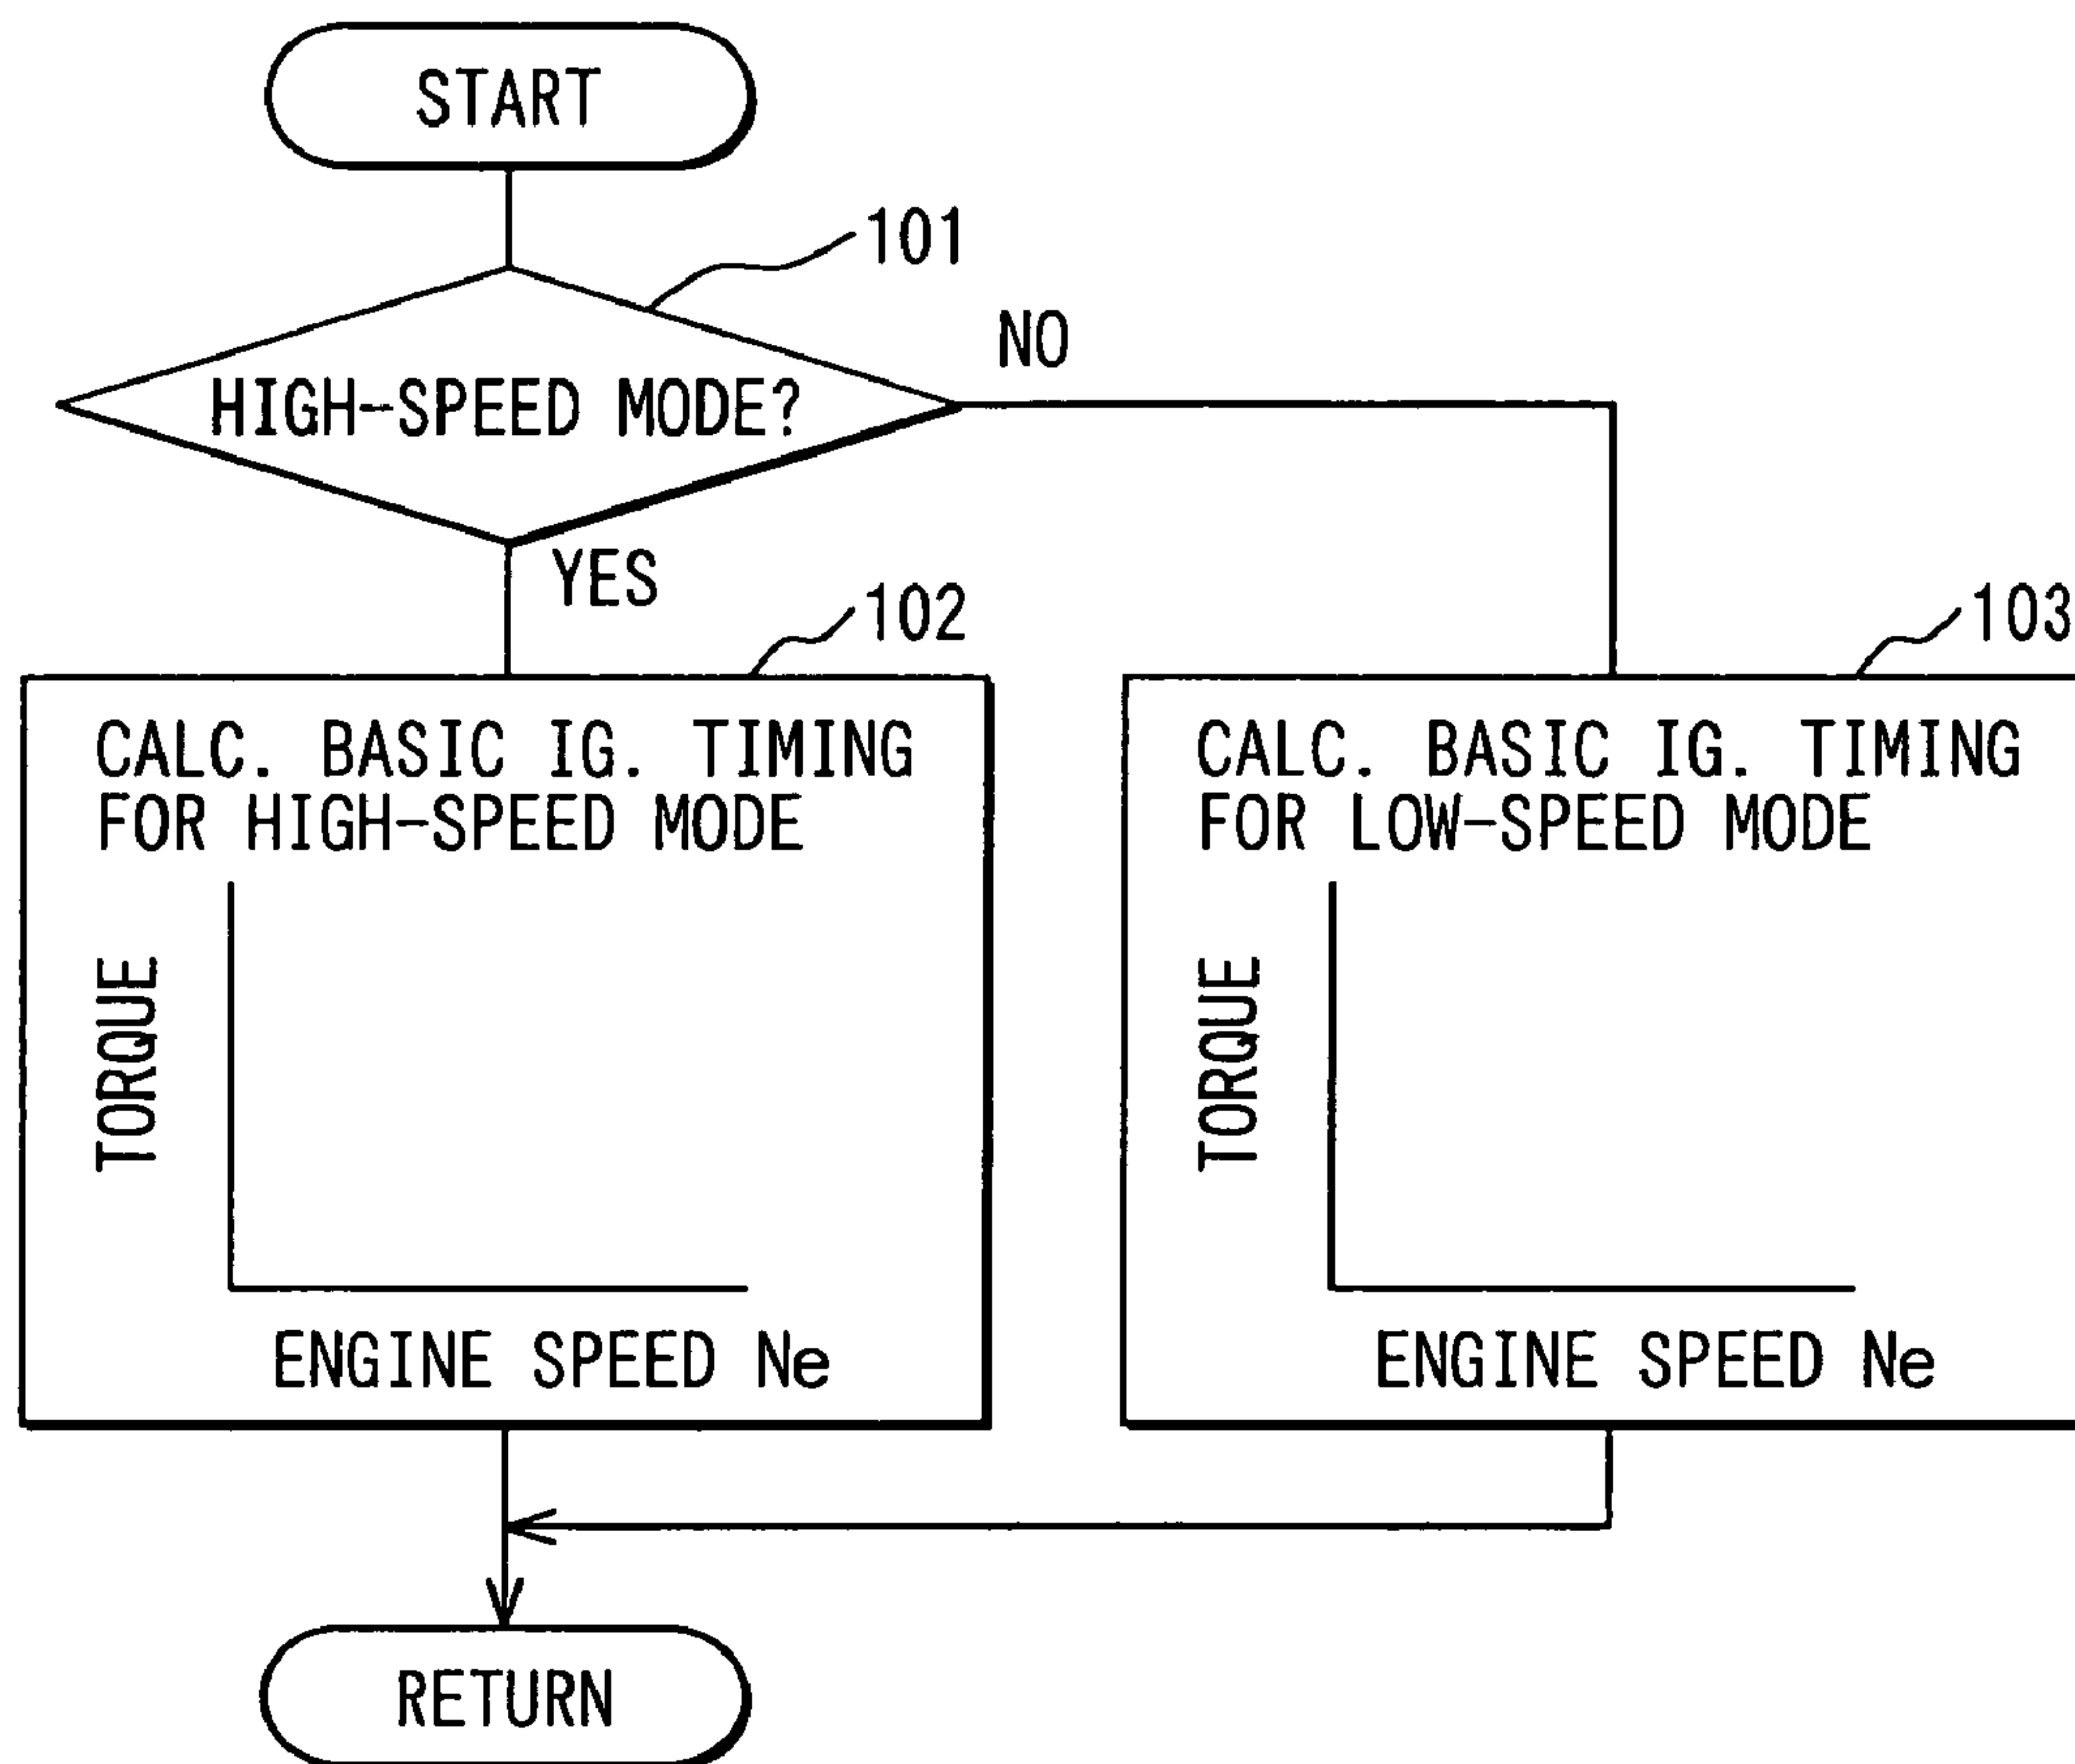 START
101
HIGH-SPEED MODE?
NO
YES
102
CALC. BASIC IG. TIMING
FOR HIGH-SPEED MODE
TORQUE
ENGINE SPEED Ne
103
CALC. BASIC IG. TIMING
FOR LOW-SPEED MODE
TORQUE
ENGINE SPEED Ne
RETURN